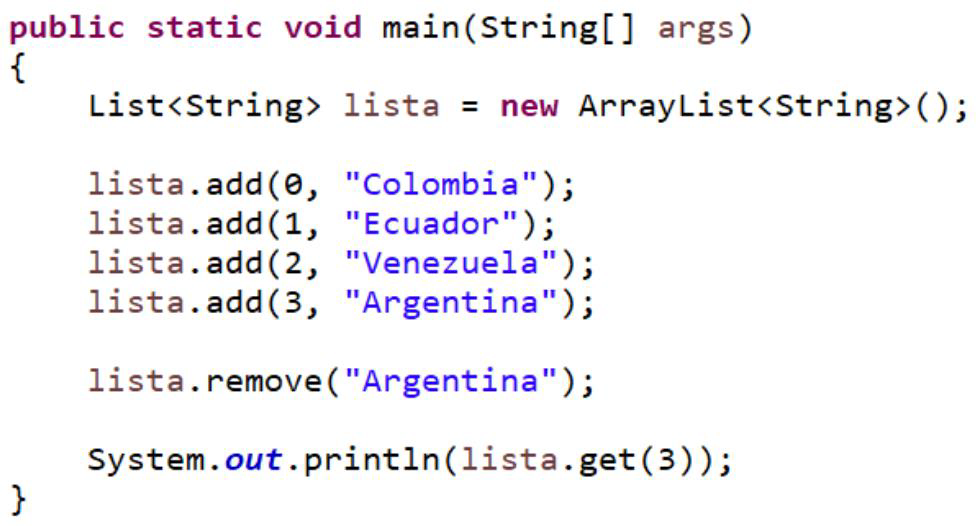 public static void main(String[] args)
{
List<String> lista = new ArrayList<String>();
lista.add(0, "Colombia");
lista.add(1, "Ecuador");
lista.add(2, "Venezuela");
lista.add(3, "Argentina");
lista.remove("Argentina");
System.out.println(lista.get(3));
}